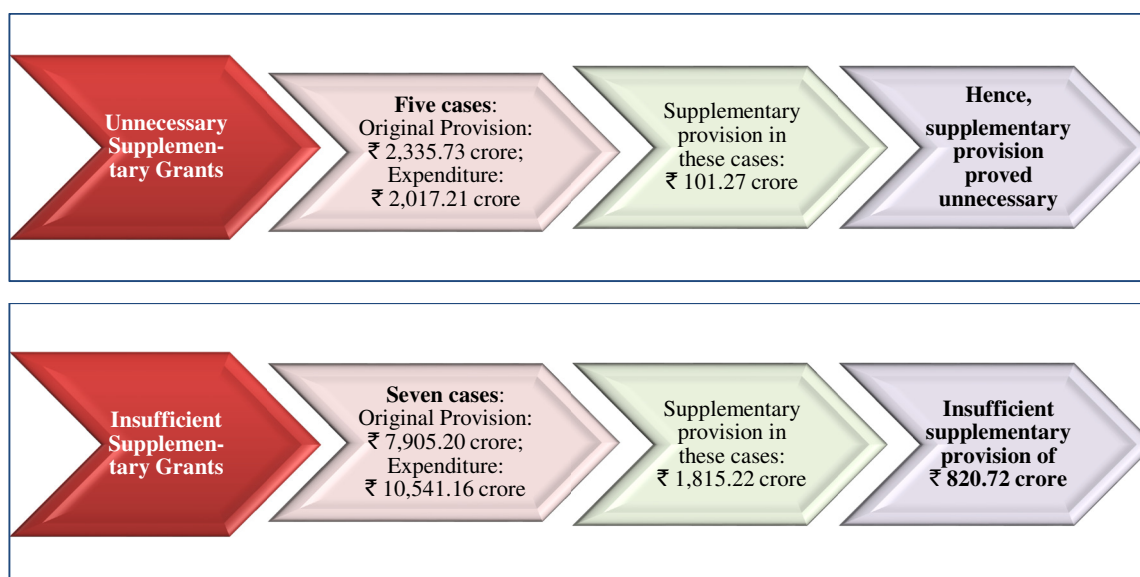 Unnecessary
Supplemen-
tary Grants
Five cases:
Original Provision:
₹ 2,335.73 crore;
Expenditure:
₹ 2,017.21 crore
Supplementary
provision in
these cases:
₹ 101.27 crore
Hence,
supplementary
provision
proved
unnecessary
Insufficient
Supplemen-
tary Grants
Seven cases:
Original Provision:
₹ 7,905.20 crore;
Expenditure:
₹ 10,541.16 crore
Supplementary
provision in
these cases:
₹ 1,815.22 crore
Insufficient
supplementary
provision of
₹ 820.72 crore